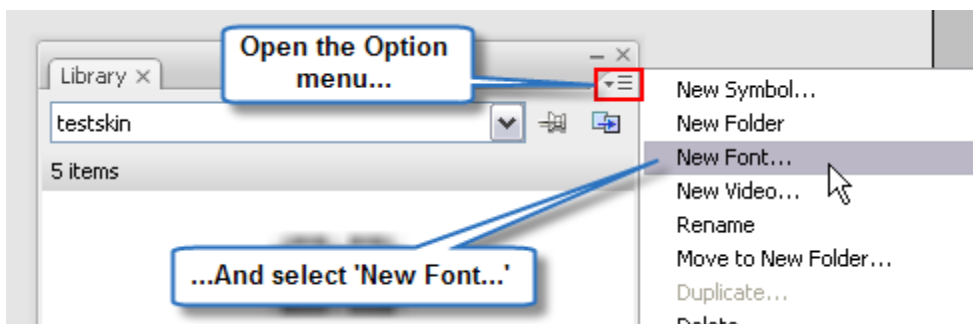 Open the Option
menu...
Library
testskin
5 items
...And select 'New Font...'
New Symbol...
New Folder
New Font...
New Video...
Rename
Move to New Folder...
Duplicate...
Delete